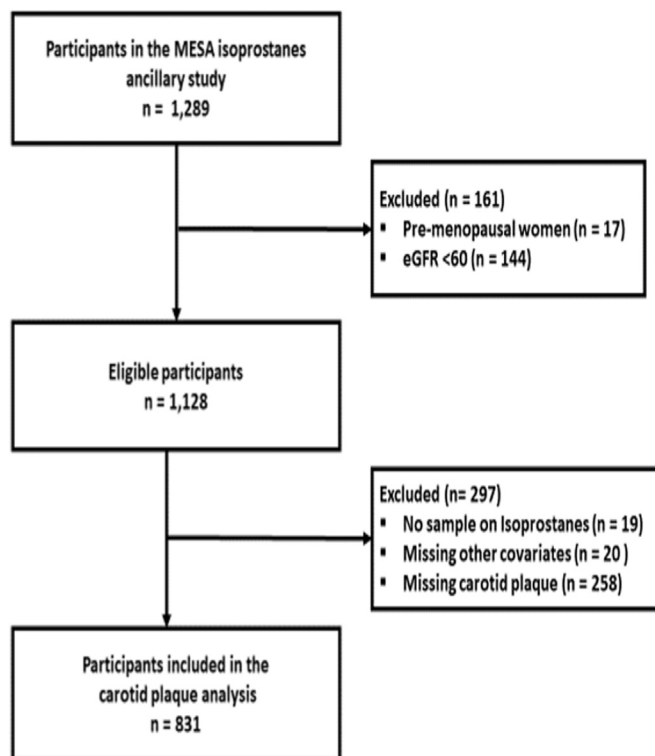 Participants in the MESA isoprostanes
ancillary study
n = 1,289
Excluded (n = 161)
▪ Pre-menopausal women (n = 17)
▪ eGFR <60 (n = 144)
Eligible participants
n = 1,128
Excluded (n= 297)
▪ No sample on Isoprostanes (n = 19)
▪ Missing other covariates (n = 20 )
▪ Missing carotid plaque (n = 258)
Participants included in the
carotid plaque analysis
n = 831